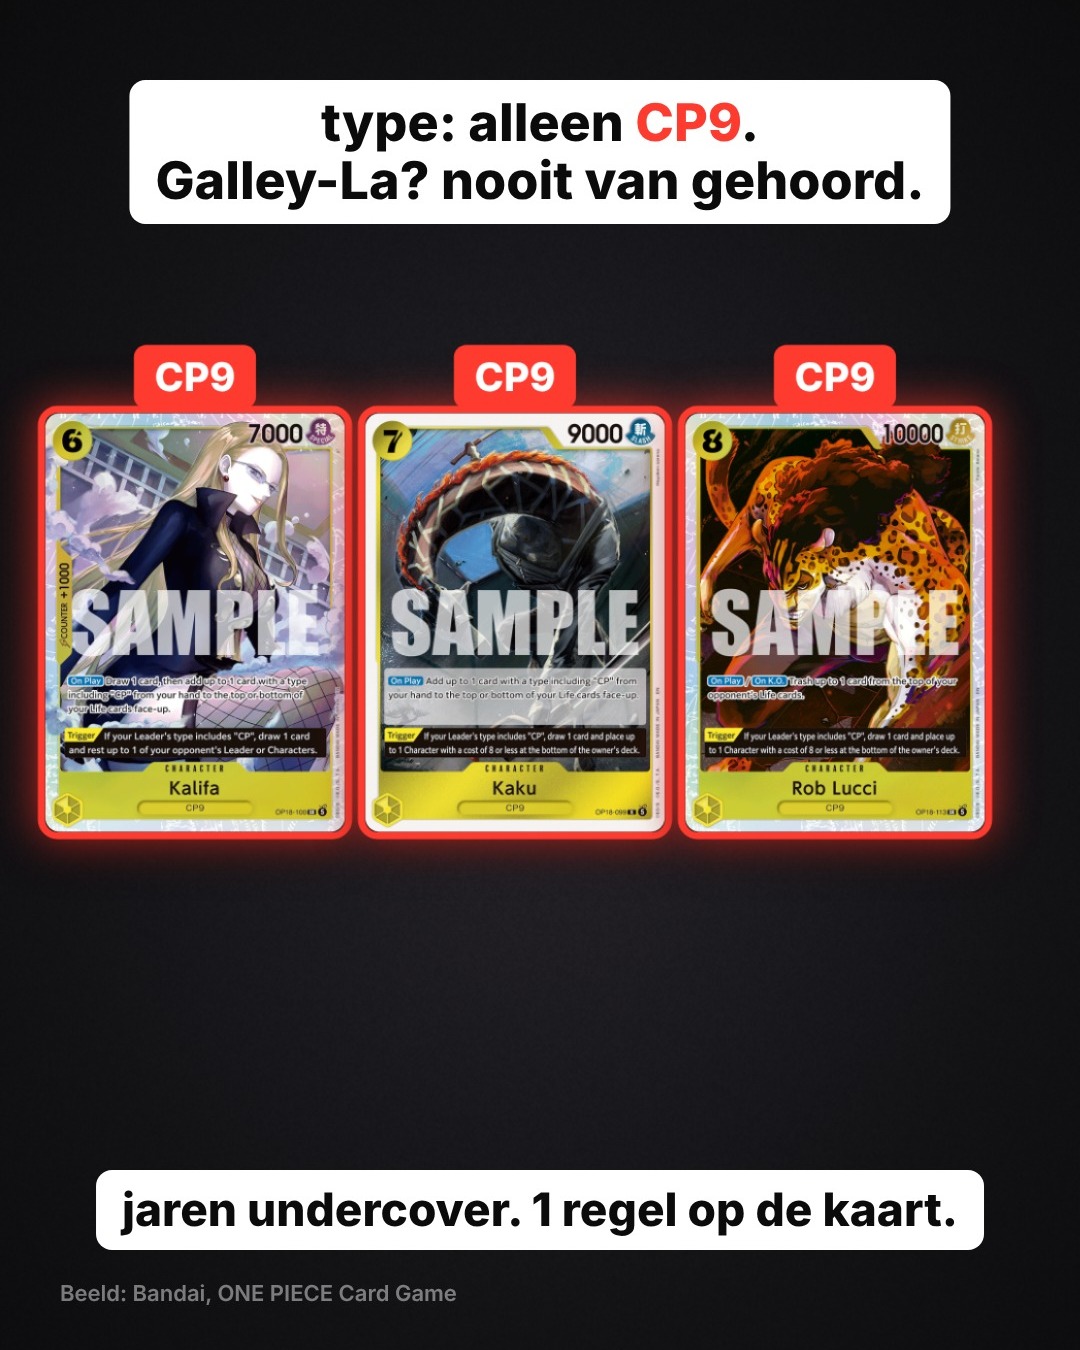 type: alleen CP9.
Galley-La? nooit van gehoord.
CP9
CP9
CP9
6
7000
特
SPECIAL
COUNTER +1000
SAMPLE
On Play Draw 1 card, then add up to 1 card with a type
including "CP" from your hand to the top or bottom of
your Life cards face-up.
Trigger If your Leader's type includes "CP", draw 1 card
and rest up to 1 of your opponent's Leader or Characters.
CHARACTER
Kalifa
CP9
7
9000
斬
SLASH
SAMPLE
On Play Add up to 1 card with a type including "CP" from
your hand to the top or bottom of your Life cards face-up.
Trigger If your Leader's type includes "CP", draw 1 card and place up
to 1 Character with a cost of 8 or less at the bottom of the owner's deck.
CHARACTER
Kaku
CP9
8
10000
打
STRIKE
SAMPLE
On Play / On K.O. Trash up to 1 card from the top of your
opponent's Life cards.
Trigger If your Leader's type includes "CP", draw 1 card and place up
to 1 Character with a cost of 8 or less at the bottom of the owner's deck.
CHARACTER
Rob Lucci
CP9
jaren undercover. 1 regel op de kaart.
Beeld: Bandai, ONE PIECE Card Game